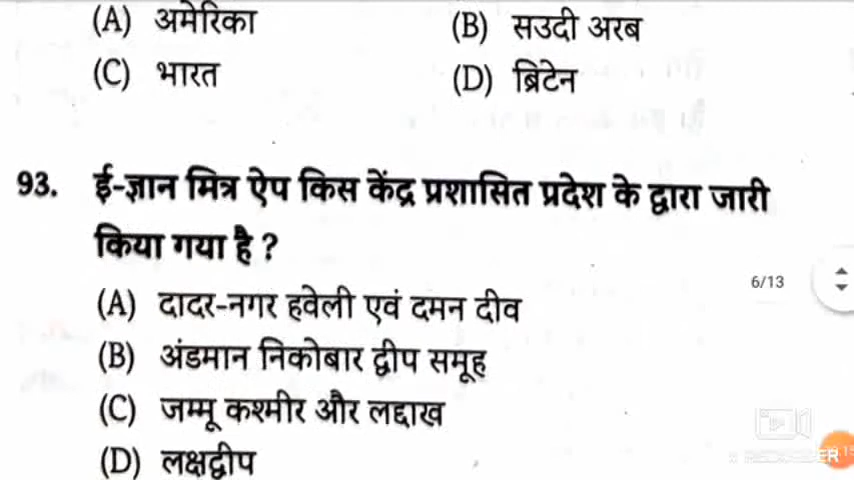 (A) अमेरिका (B) सउदी अरब
(C) भारत (D) ब्रिटेन
93. ई-ज्ञान मित्र ऐप किस केंद्र प्रशासित प्रदेश के द्वारा जारी
किया गया है ?
6/13
(A) दादर-नगर हवेली एवं दमन दीव
(B) अंडमान निकोबार द्वीप समूह
(C) जम्मू कश्मीर और लद्दाख
(D) लक्षद्वीप